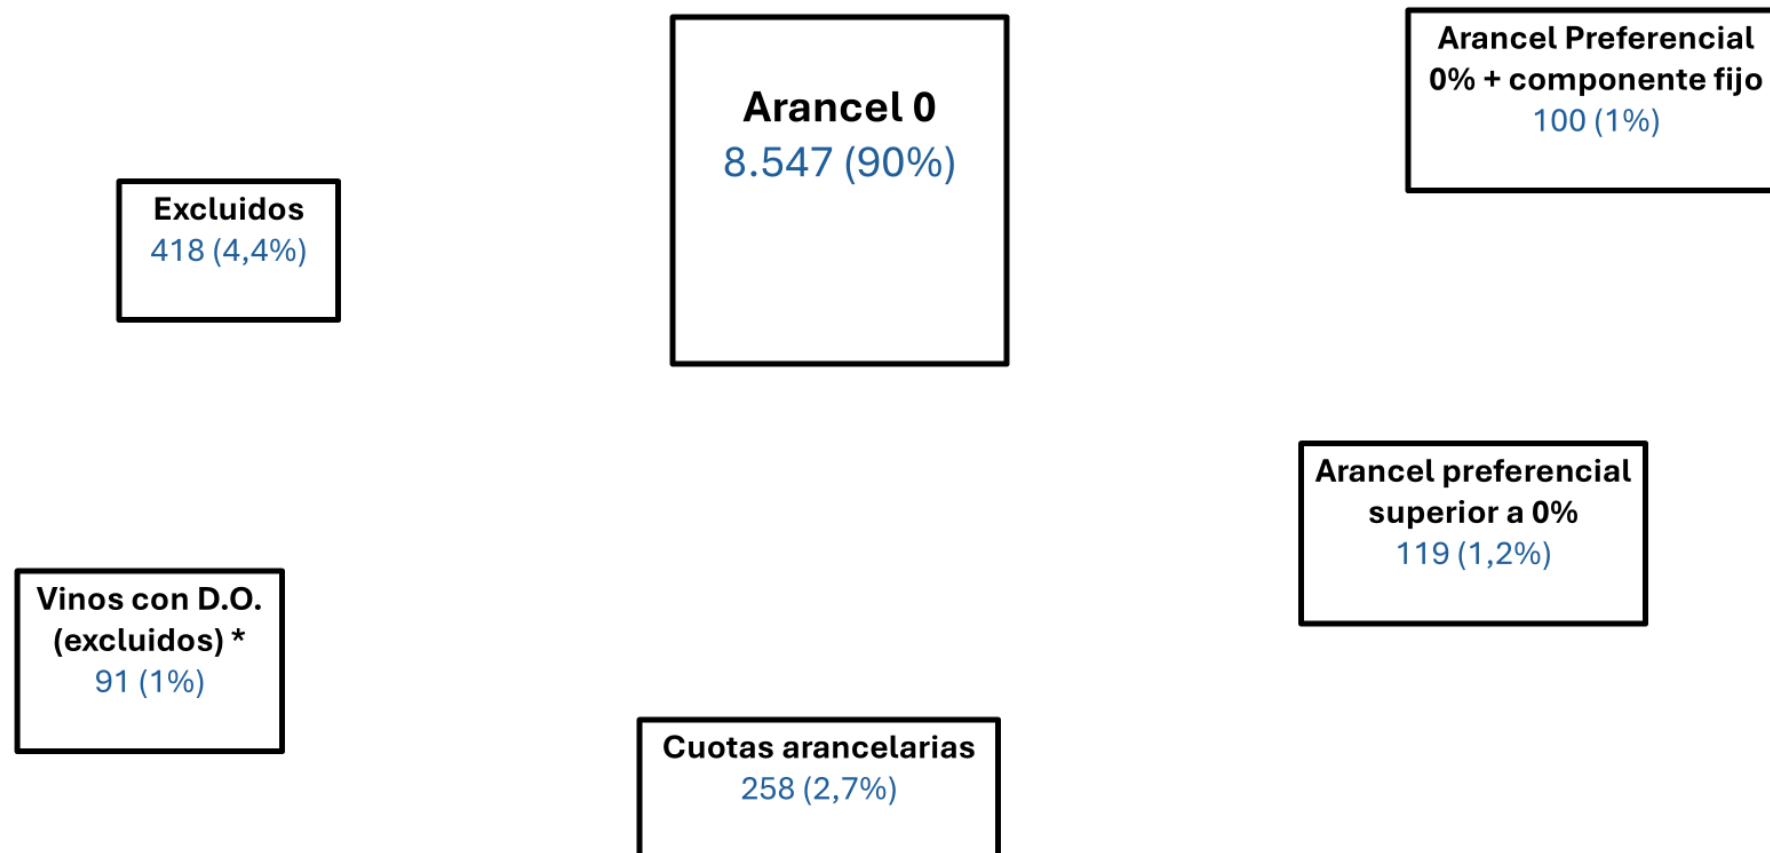 Arancel 0
8.547 (90%)
Arancel Preferencial
0% + componente fijo
100 (1%)
Excluidos
418 (4,4%)
Arancel preferencial
superior a 0%
119 (1,2%)
Vinos con D.O.
(excluidos) *
91 (1%)
Cuotas arancelarias
258 (2,7%)